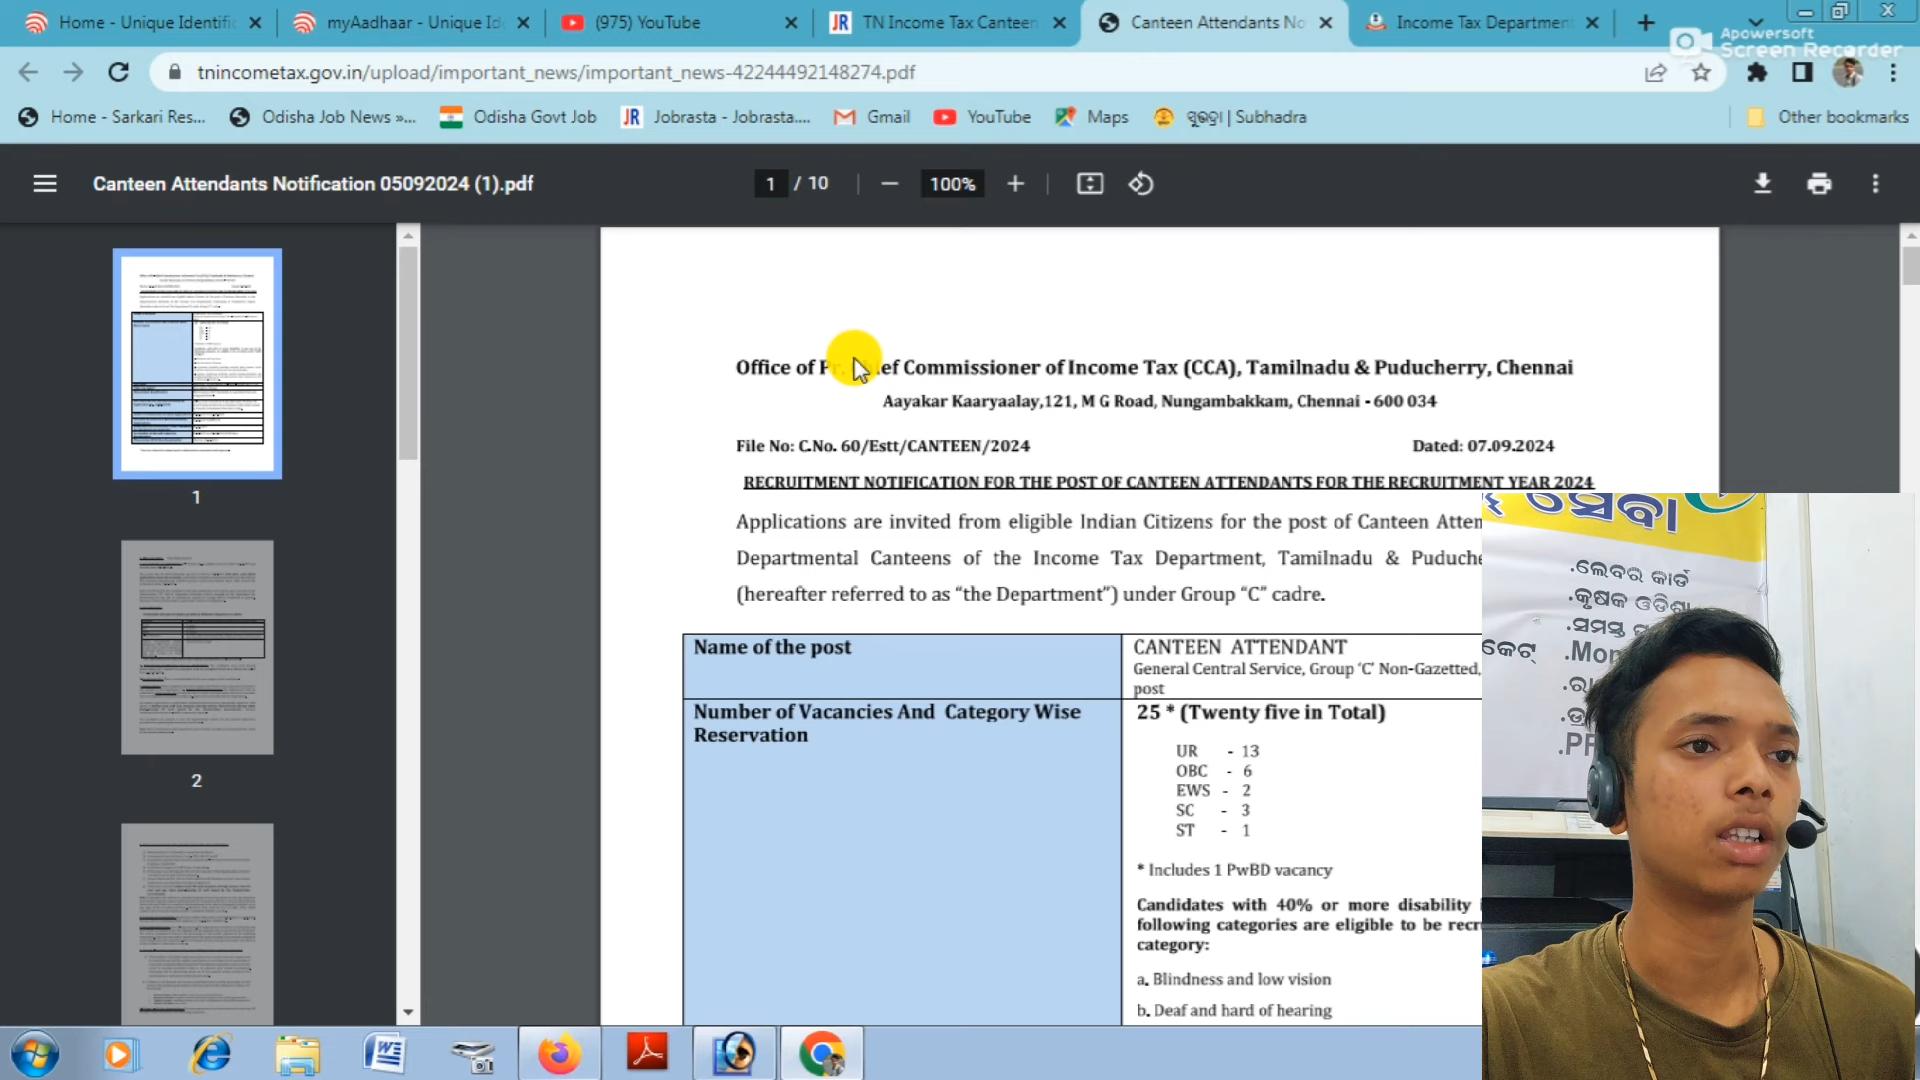 Home - Unique Identific
myAadhaar - Unique Id
(975) YouTube
TN Income Tax Canteen
Canteen Attendants No
Income Tax Departmen
Apowersoft
Screen Recorder
tnincometax.gov.in/upload/important_news/important_news-42244492148274.pdf
Home - Sarkari Res...
Odisha Job News »...
Odisha Govt Job
JR
Jobrasta - Jobrasta....
Gmail
YouTube
Maps
ସୁଭଦ୍ରା | Subhadra
Other bookmarks
Canteen Attendants Notification 05092024 (1).pdf
1 / 10
100%
Office of Pr. Chief Commissioner of Income Tax (CCA), Tamilnadu & Puducherry, Chennai
Aayakar Kaaryaalay,121, M G Road, Nungambakkam, Chennai - 600 034
File No: C.No. 60/Estt/CANTEEN/2024
Dated: 07.09.2024
RECRUITMENT NOTIFICATION FOR THE POST OF CANTEEN ATTENDANTS FOR THE RECRUITMENT YEAR 2024
Applications are invited from eligible Indian Citizens for the post of Canteen Atten
Departmental Canteens of the Income Tax Department, Tamilnadu & Puduche
(hereafter referred to as “the Department”) under Group “C” cadre.
Name of the post
CANTEEN ATTENDANT
General Central Service, Group ‘C’ Non-Gazetted,
post
Number of Vacancies And Category Wise
Reservation
25 * (Twenty five in Total)
UR - 13
OBC - 6
EWS - 2
SC - 3
ST - 1
* Includes 1 PwBD vacancy
Candidates with 40% or more disability i
following categories are eligible to be recr
category:
a. Blindness and low vision
b. Deaf and hard of hearing
1
2
ସେବା
.ଲେବର କାର୍ଡ
.କୃଷକ ଓଡିଶା
.ସମସ୍ତ
କେଟ୍
.Mon